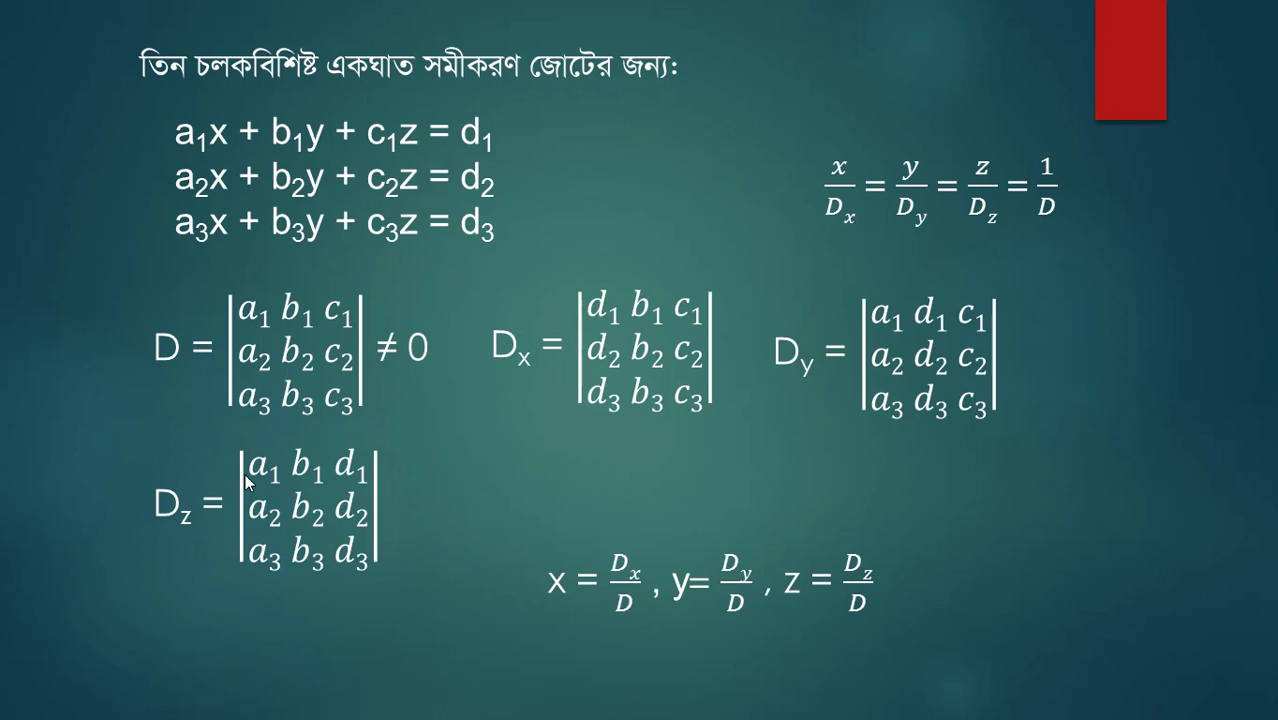 তিন চলকবিশিষ্ট একঘাত সমীকরণ জোটের জন্য:
a₁x + b₁y + c₁z = d₁
a₂x + b₂y + c₂z = d₂
a₃x + b₃y + c₃z = d₃
x/Dₓ = y/D_y = z/D_z = 1/D
D = |a₁ b₁ c₁|
|a₂ b₂ c₂| ≠ 0
|a₃ b₃ c₃|
Dₓ = |d₁ b₁ c₁|
|d₂ b₂ c₂|
|d₃ b₃ c₃|
D_y = |a₁ d₁ c₁|
|a₂ d₂ c₂|
|a₃ d₃ c₃|
D_z = |a₁ b₁ d₁|
|a₂ b₂ d₂|
|a₃ b₃ d₃|
x = Dₓ/D , y= D_y/D , z = D_z/D